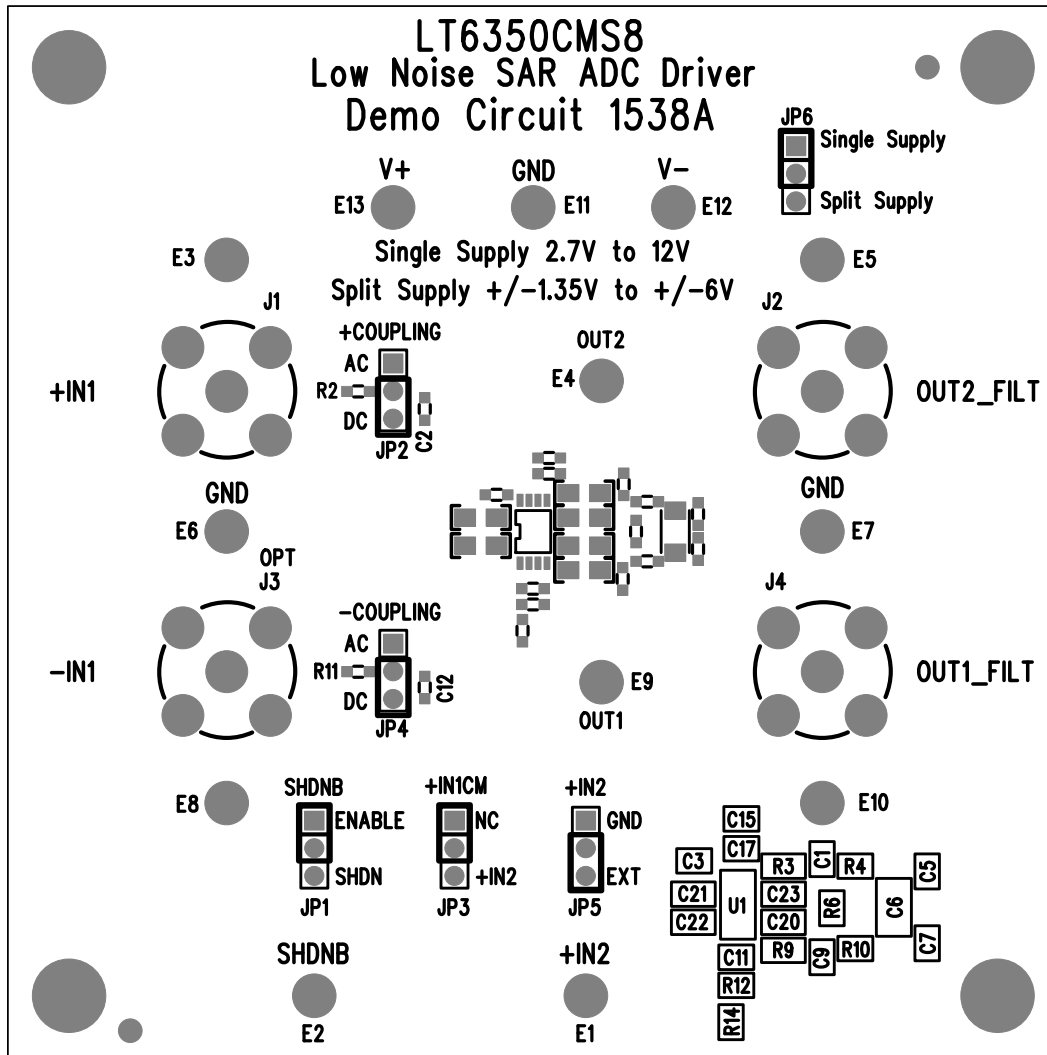 LT6350CMS8
Low Noise SAR ADC Driver
Demo Circuit 1538A
JP6
Single Supply
Split Supply
V+
GND
V-
E13
E11
E12
Single Supply 2.7V to 12V
Split Supply +/-1.35V to +/-6V
E3
E5
J1
J2
+COUPLING
AC
R2
DC
JP2
C2
OUT2
E4
+IN1
OUT2_FILT
GND
E6
GND
E7
OPT
J3
J4
-COUPLING
AC
R11
DC
JP4
C12
-IN1
E9
OUT1
OUT1_FILT
E8
E10
SHDNB
ENABLE
SHDN
JP1
+IN1CM
NC
+IN2
JP3
+IN2
GND
EXT
JP5
C15
C17
C3
R3
C1
R4
C5
C21
U1
C23
R6
C6
C22
C20
C11
R9
C9
R10
C7
R12
R14
SHDNB
E2
+IN2
E1